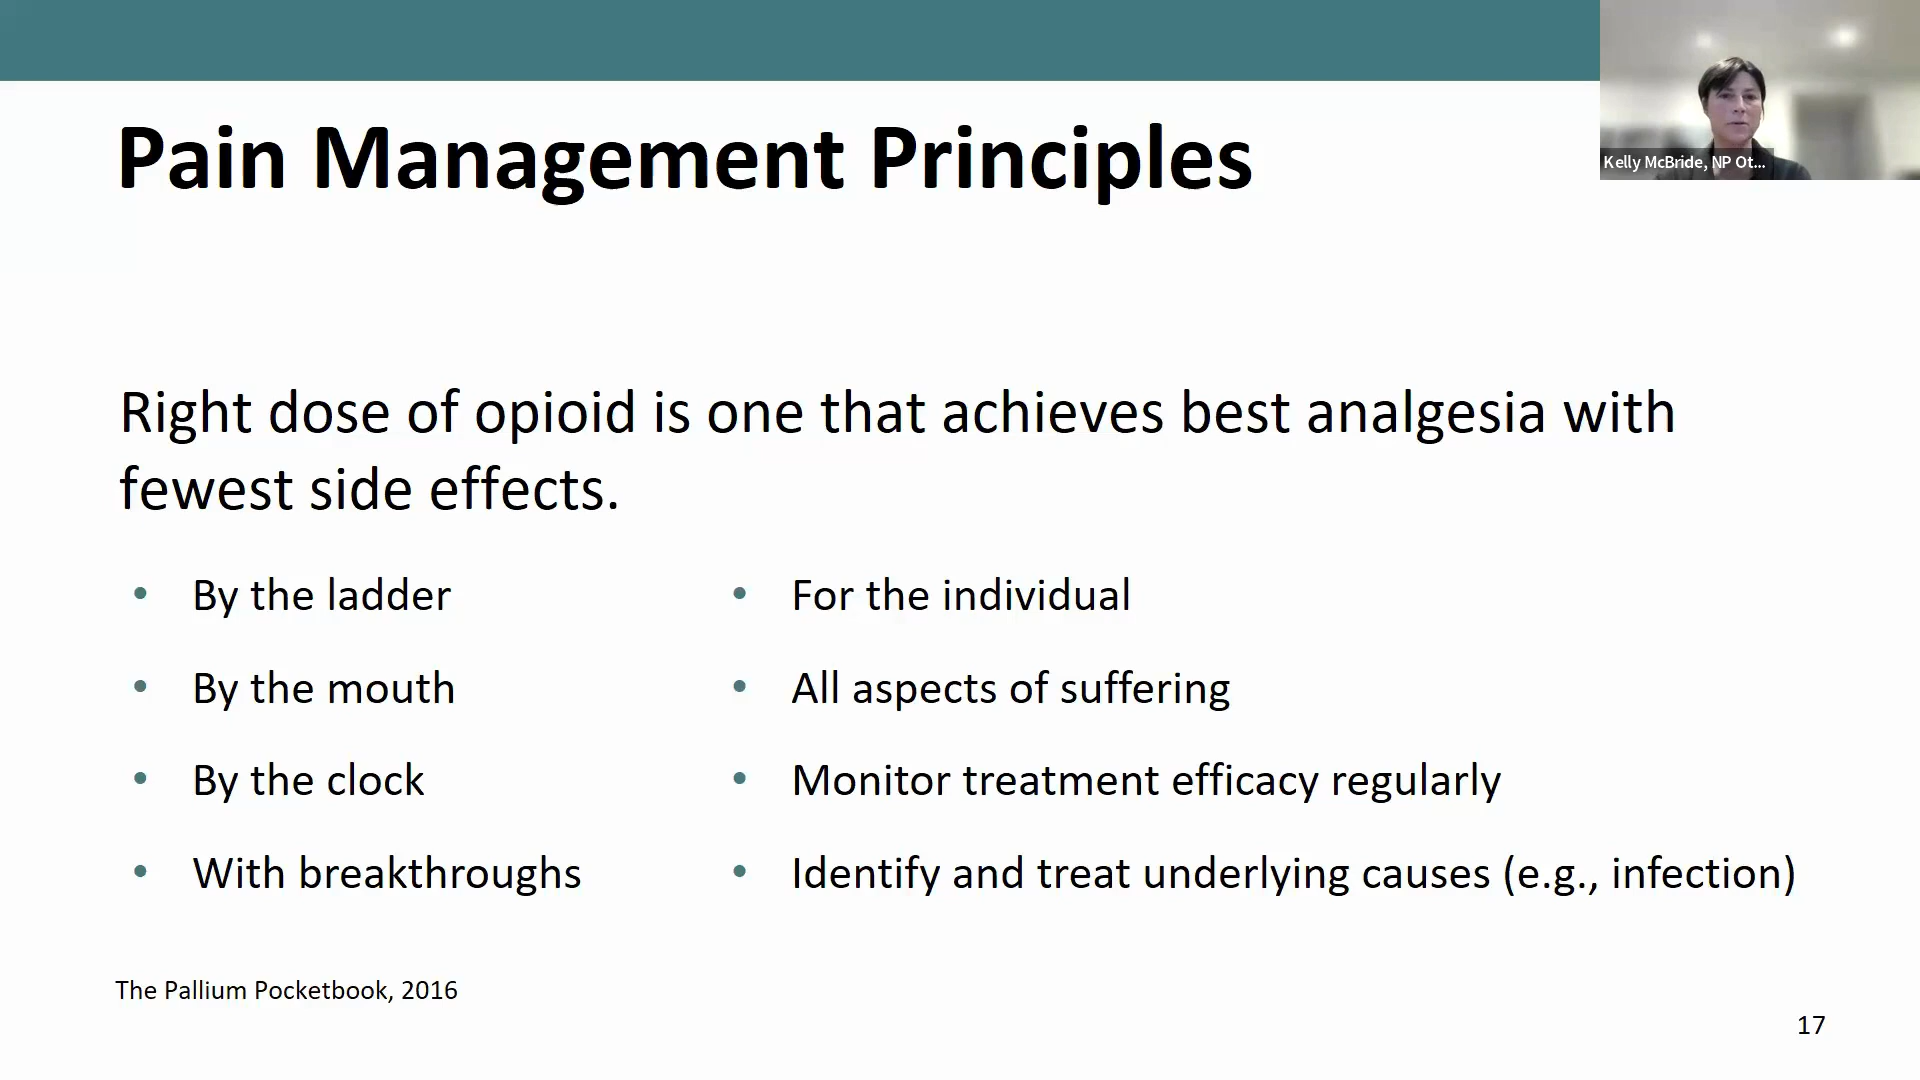 Kelly McBride, NP Ot...
Pain Management Principles
Right dose of opioid is one that achieves best analgesia with
fewest side effects.
• By the ladder
• By the mouth
• By the clock
• With breakthroughs
• For the individual
• All aspects of suffering
• Monitor treatment efficacy regularly
• Identify and treat underlying causes (e.g., infection)
The Pallium Pocketbook, 2016
17